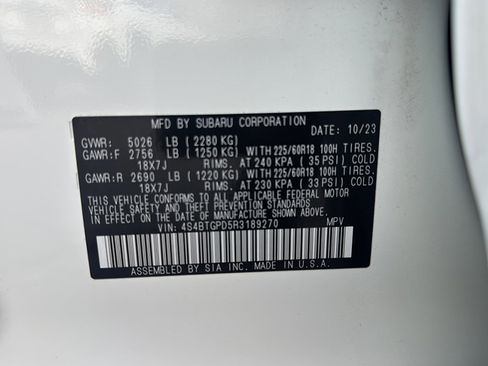 MFD BY SUBARU CORPORATION
DATE: 10/23
GVWR: 5026 LB (2280 KG)
GAWR:F 2756 LB (1250 KG) WITH 225/60R18 100H TIRES.
18X7J RIMS. AT 240 KPA ( 35 PSI) COLD
GAWR:R 2690 LB (1220 KG) WITH 225/60R18 100H TIRES.
18X7J RIMS. AT 230 KPA ( 33 PSI) COLD
THIS VEHICLE CONFORMS TO ALL APPLICABLE FEDERAL MOTOR
VEHICLE SAFETY AND THEFT PREVENTION STANDARDS IN EFFECT
ON THE DATE OF MANUFACTURE SHOWN ABOVE.
VIN: 4S4BTGPD5R3189270 MPV
ASSEMBLED BY SIA INC. MADE IN U.S.A.